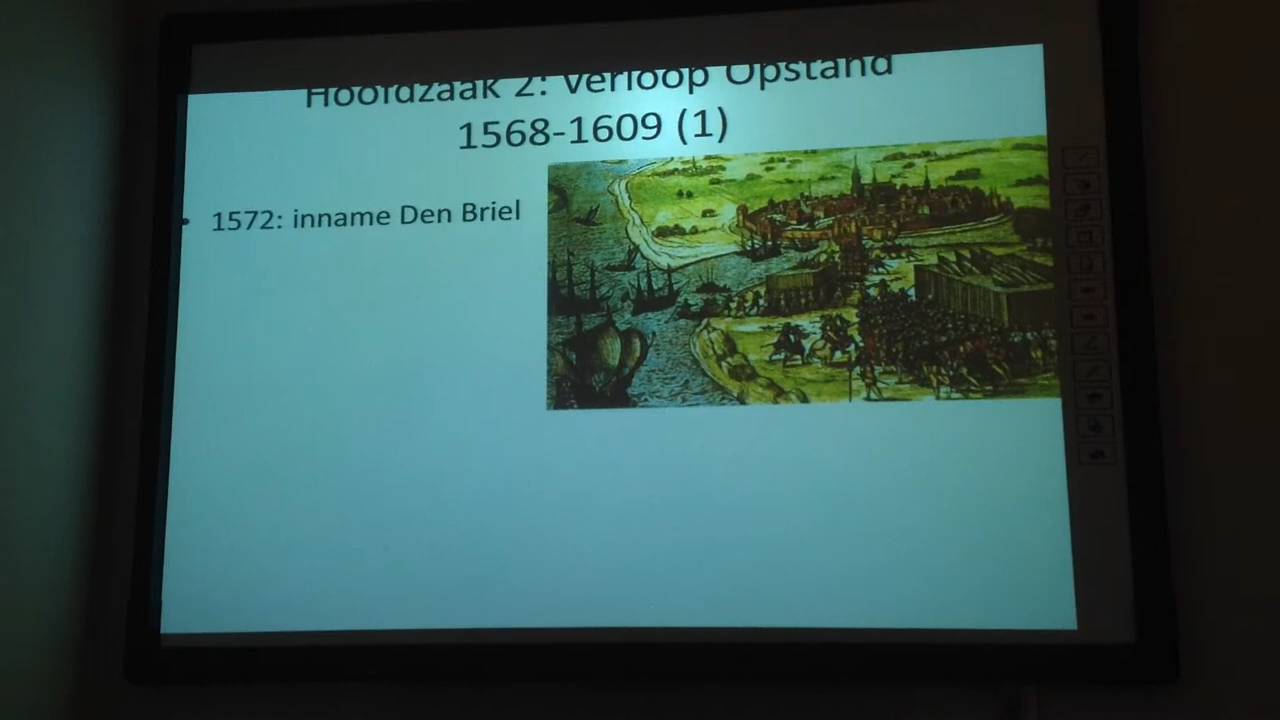 Hoofdzaak 2: Verloop Opstand
1568-1609 (1)
• 1572: inname Den Briel